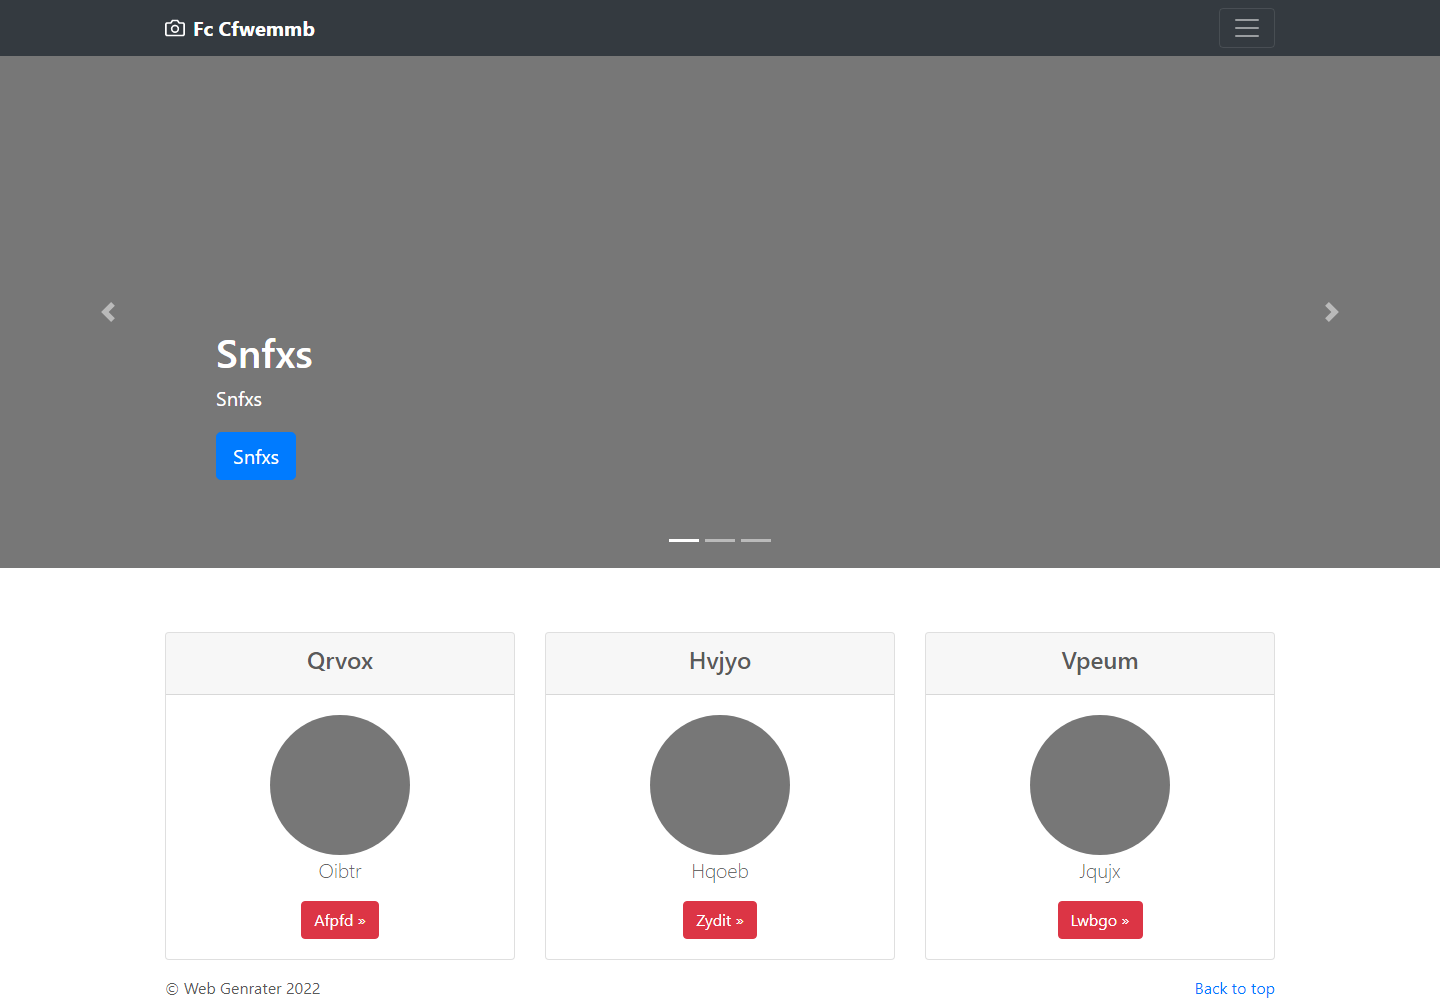 Fc Cfwemmb
Snfxs
Snfxs
Snfxs
Qrvox
Hvjyo
Vpeum
Oibtr
Hqoeb
Jqujx
Afpfd »
Zydit »
Lwbgo »
© Web Genrater 2022
Back to top